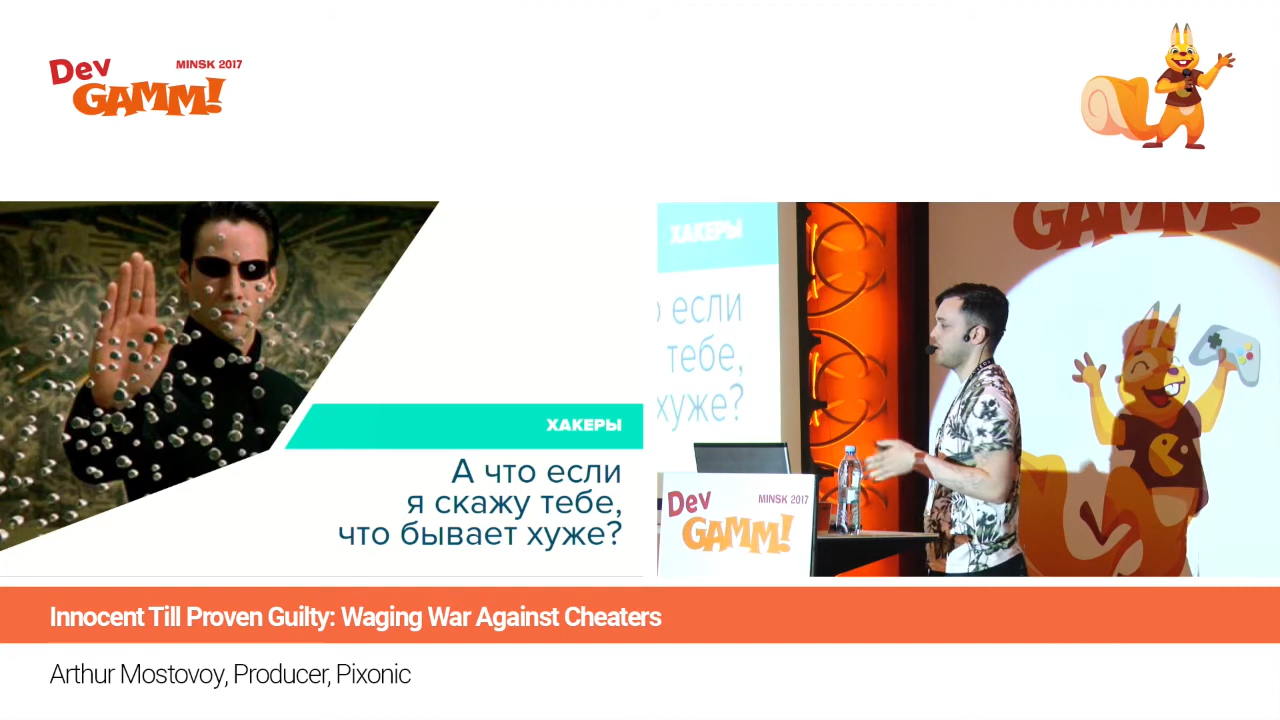 Dev
MINSK 2017
GAMM!
ХАКЕРЫ
А что если
я скажу тебе,
что бывает хуже?
GAMM!
ХАКЕРЫ
если
тебе,
хуже?
Dev
MINSK 2017
GAMM!
Innocent Till Proven Guilty: Waging War Against Cheaters
Arthur Mostovoy, Producer, Pixonic